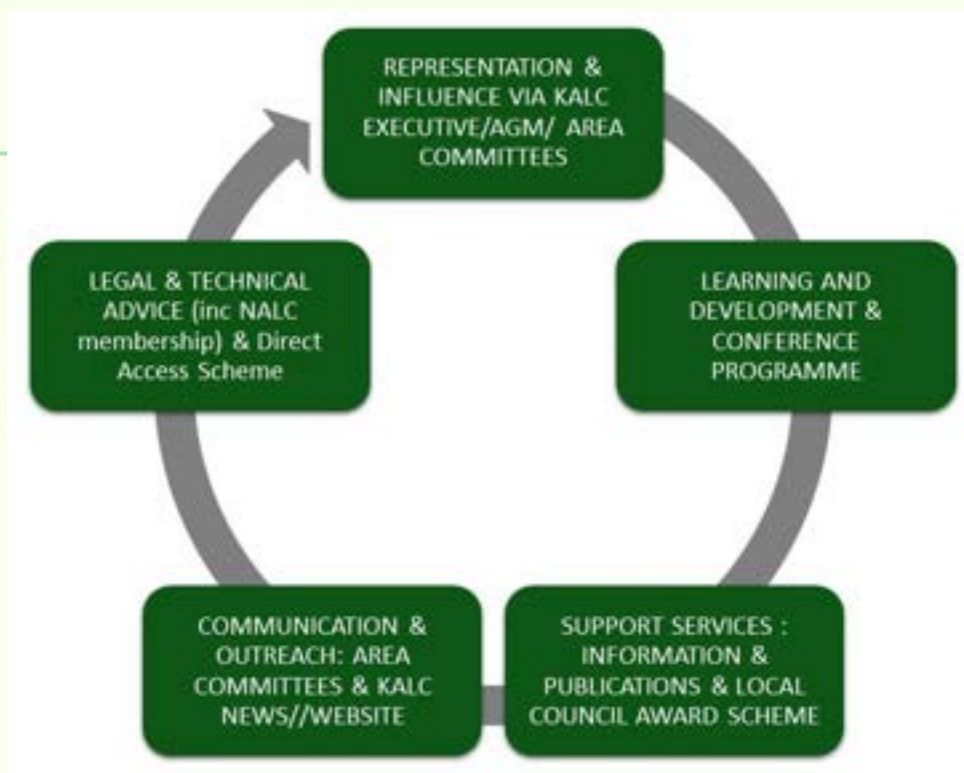 REPRESENTATION &
INFLUENCE VIA KALC
EXECUTIVE/AGM/ AREA
COMMITTEES
LEARNING AND
DEVELOPMENT &
CONFERENCE
PROGRAMME
SUPPORT SERVICES :
INFORMATION &
PUBLICATIONS & LOCAL
COUNCIL AWARD SCHEME
COMMUNICATION &
OUTREACH: AREA
COMMITTEES & KALC
NEWS//WEBSITE
LEGAL & TECHNICAL
ADVICE (inc NALC
membership) & Direct
Access Scheme